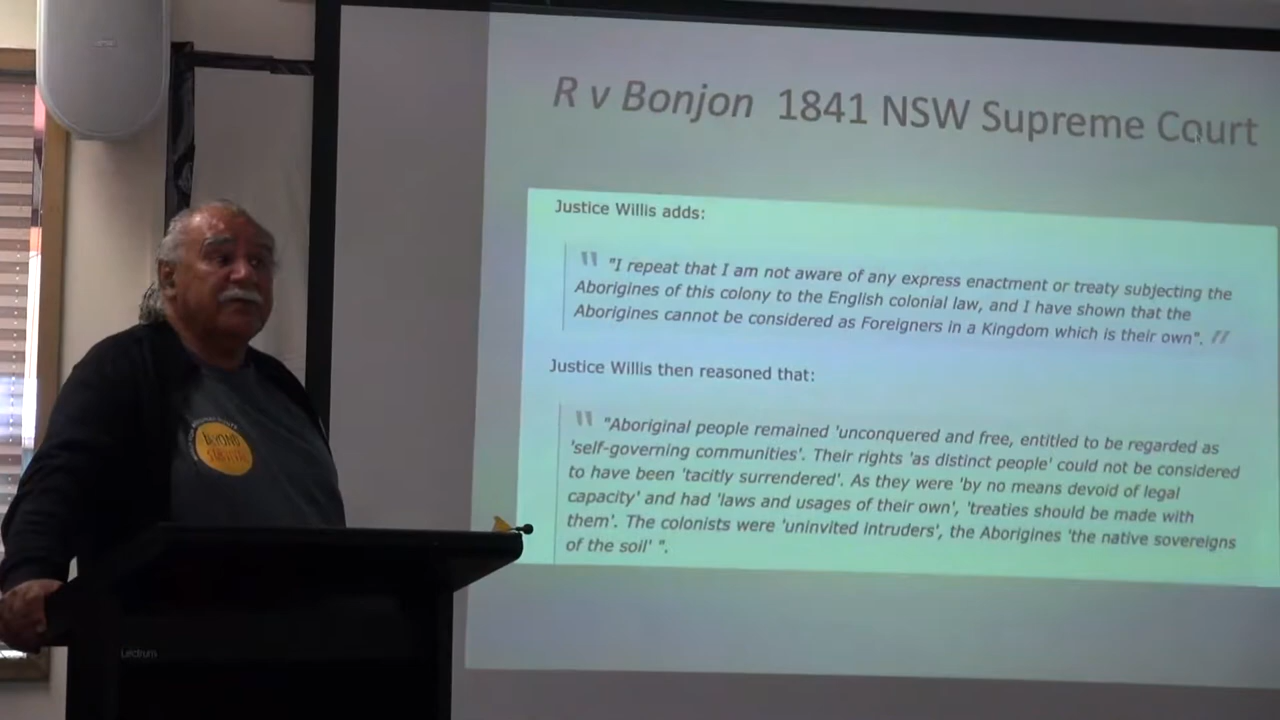 R v Bonjon 1841 NSW Supreme Court
Justice Willis adds:
" "I repeat that I am not aware of any express enactment or treaty subjecting the
Aborigines of this colony to the English colonial law, and I have shown that the
Aborigines cannot be considered as Foreigners in a Kingdom which is their own". "
Justice Willis then reasoned that:
" "Aboriginal people remained 'unconquered and free, entitled to be regarded as
'self-governing communities'. Their rights 'as distinct people' could not be considered
to have been 'tacitly surrendered'. As they were 'by no means devoid of legal
capacity' and had 'laws and usages of their own', 'treaties should be made with
them'. The colonists were 'uninvited intruders', the Aborigines 'the native sovereigns
of the soil' ".
BEYOND
SURVIVAL
Lectrum